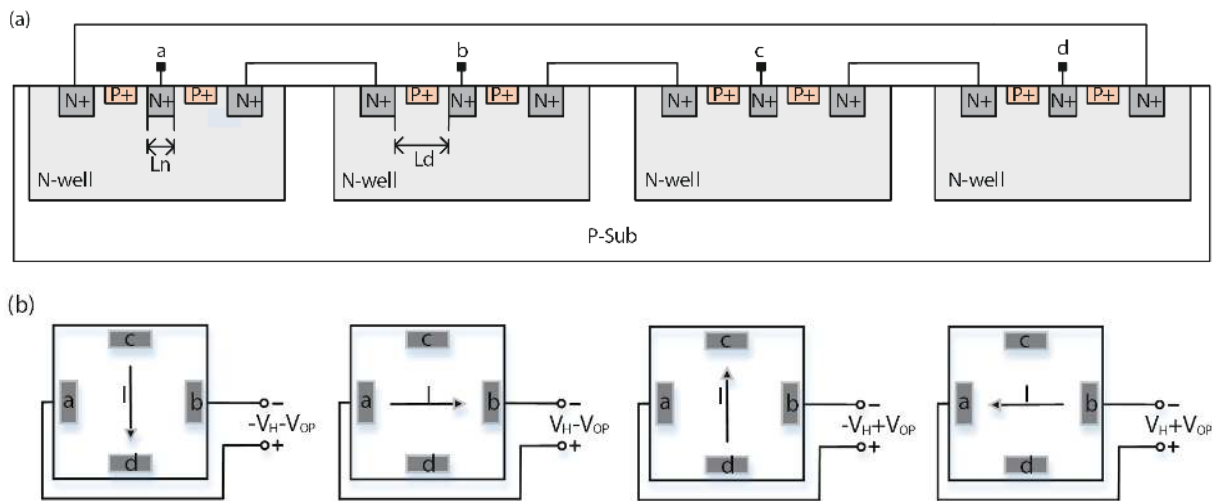 (a)
a b c d
N+ P+ N+ P+ N+ N+ P+ N+ P+ N+ N+ P+ N+ P+ N+ N+ P+ N+ P+ N+
Ln Ld
N-well N-well N-well N-well
P-Sub
(b)
c c c c
a I b a I b a I b a I b
- - - -
-VH-VOP VH-VOP -VH+VOP VH+VOP
+ + + +
d d d d